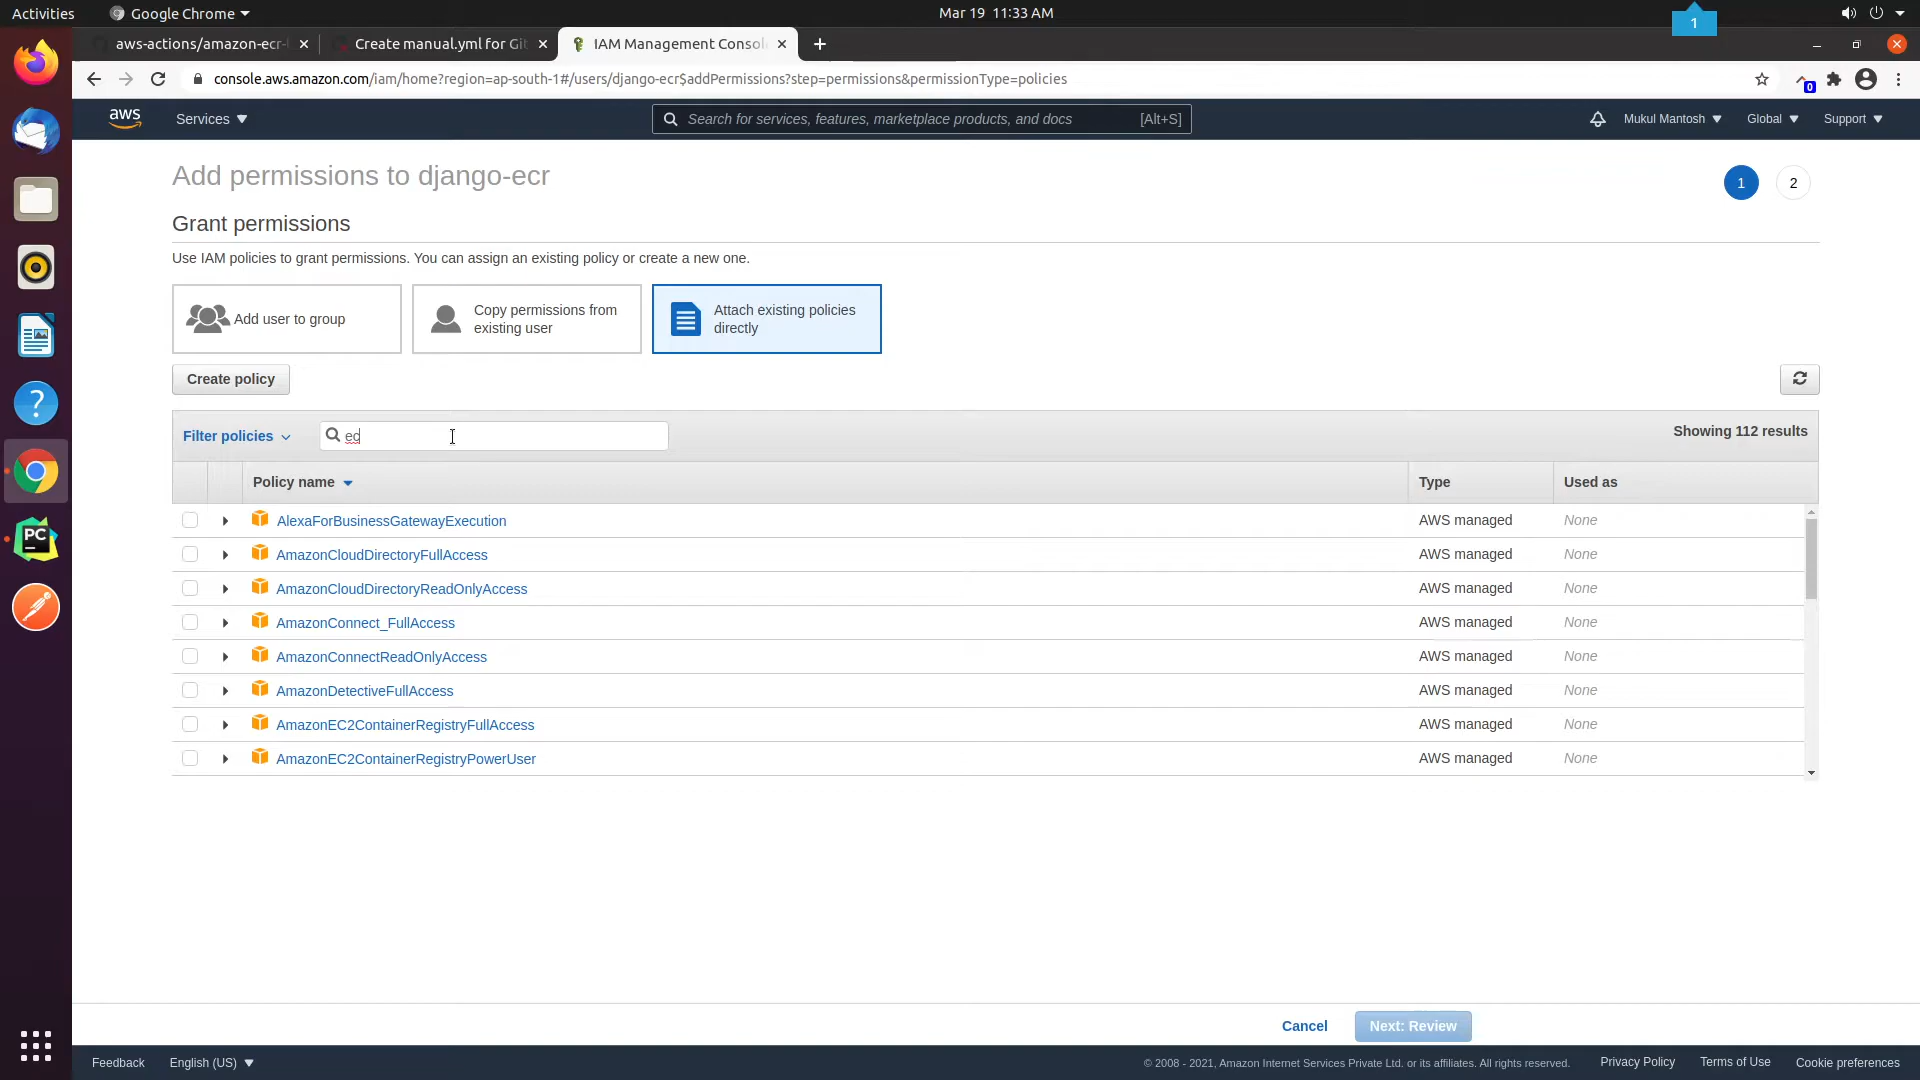 Activities
Google Chrome
Mar 19 11:33 AM
1
aws-actions/amazon-ecr-l
Create manual.yml for Git
IAM Management Consol
console.aws.amazon.com/iam/home?region=ap-south-1#/users/django-ecr$addPermissions?step=permissions&permissionType=policies
0
aws
Services
Search for services, features, marketplace products, and docs
[Alt+S]
Mukul Mantosh
Global
Support
Add permissions to django-ecr
1
2
Grant permissions
Use IAM policies to grant permissions. You can assign an existing policy or create a new one.
Add user to group
Copy permissions from
existing user
Attach existing policies
directly
Create policy
Filter policies
ec
Showing 112 results
Policy name
Type
Used as
AlexaForBusinessGatewayExecution
AWS managed
None
AmazonCloudDirectoryFullAccess
AWS managed
None
AmazonCloudDirectoryReadOnlyAccess
AWS managed
None
AmazonConnect_FullAccess
AWS managed
None
AmazonConnectReadOnlyAccess
AWS managed
None
AmazonDetectiveFullAccess
AWS managed
None
AmazonEC2ContainerRegistryFullAccess
AWS managed
None
AmazonEC2ContainerRegistryPowerUser
AWS managed
None
PC
Cancel
Next: Review
Feedback
English (US)
© 2008 - 2021, Amazon Internet Services Private Ltd. or its affiliates. All rights reserved.
Privacy Policy
Terms of Use
Cookie preferences